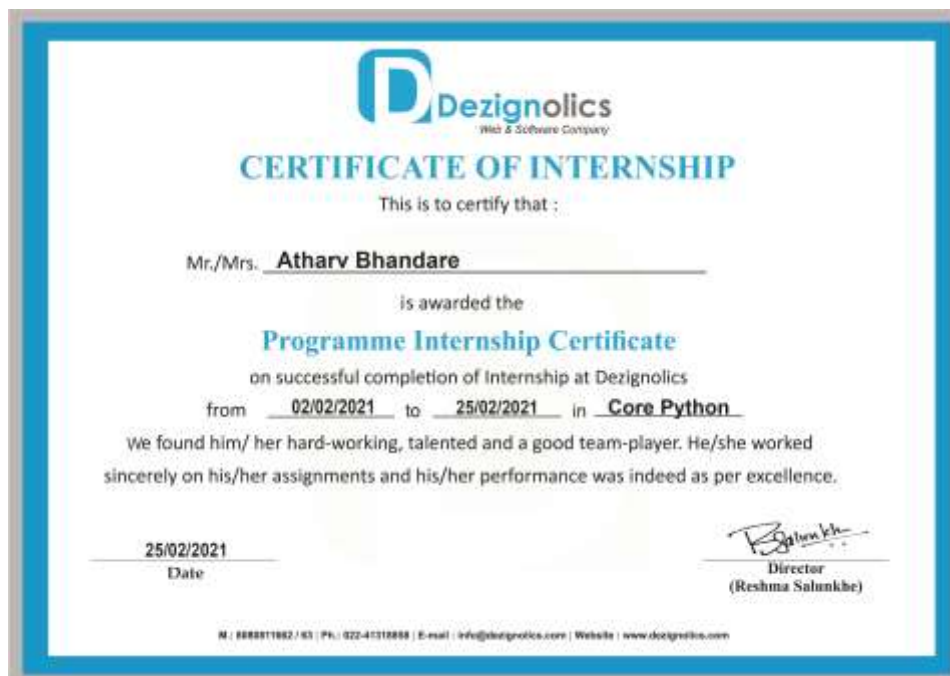 D
Dezignolics
Web & Software Company
CERTIFICATE OF INTERNSHIP
This is to certify that :
Mr./Mrs. Atharv Bhandare
is awarded the
Programme Internship Certificate
on successful completion of Internship at Dezignolics
from 02/02/2021 to 25/02/2021 in Core Python
We found him/ her hard-working, talented and a good team-player. He/she worked
sincerely on his/her assignments and his/her performance was indeed as per excellence.
25/02/2021
Date
Director
(Reshma Salunkhe)
M : / 63 | Ph.: | E-mail : info@dezignolics.com | Website : www.dezignolics.com